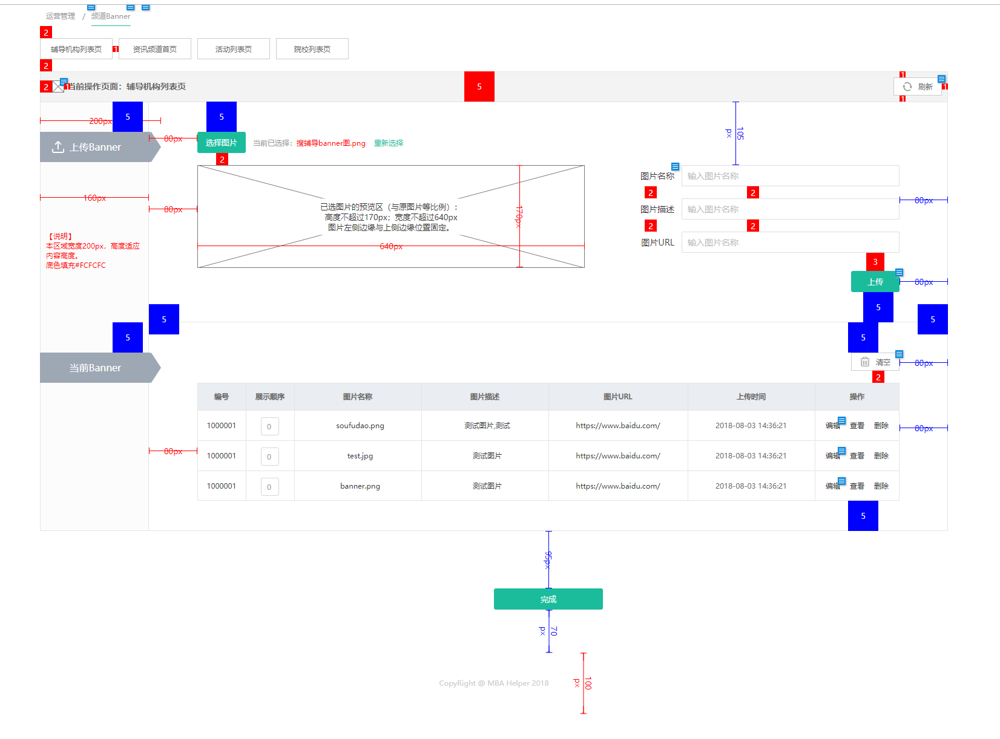 运营管理 / 频道Banner
2
辅导机构列表页 1 资讯频道首页 活动列表页 院校列表页
2
1
2 1 当前操作页面：辅导机构列表页 5 刷新 1
1
5 5
200px
105px
80px
上传Banner 选择图片 当前已选择：搜辅导banner图.png 重新选择
2
图片名称 输入图片名称
2 2
160px
80px
80px
已选图片的预览区（与原图片等比例）：
高度不超过170px；宽度不超过640px
图片左侧边缘与上侧边缘位置固定。
170px
图片描述 输入图片名称
2 2
【说明】
本区域宽度200px，高度适应
内容高度。
底色填充#FCFCFC
640px
图片URL 输入图片名称
3
上传 80px
5
5 5
5 5
当前Banner 清空 80px
2
编号 展示顺序 图片名称 图片描述 图片URL 上传时间 操作
1000001 0 soufudao.png 测试图片,测试 https://www.baidu.com/ 2018-08-03 14:36:21 编辑 查看 删除 80px
80px
1000001 0 test.jpg 测试图片 https://www.baidu.com/ 2018-08-03 14:36:21 编辑 查看 删除
1000001 0 banner.png 测试图片 https://www.baidu.com/ 2018-08-03 14:36:21 编辑 查看 删除
5
95px
完成
70px
100px
CopyRight @ MBA Helper 2018